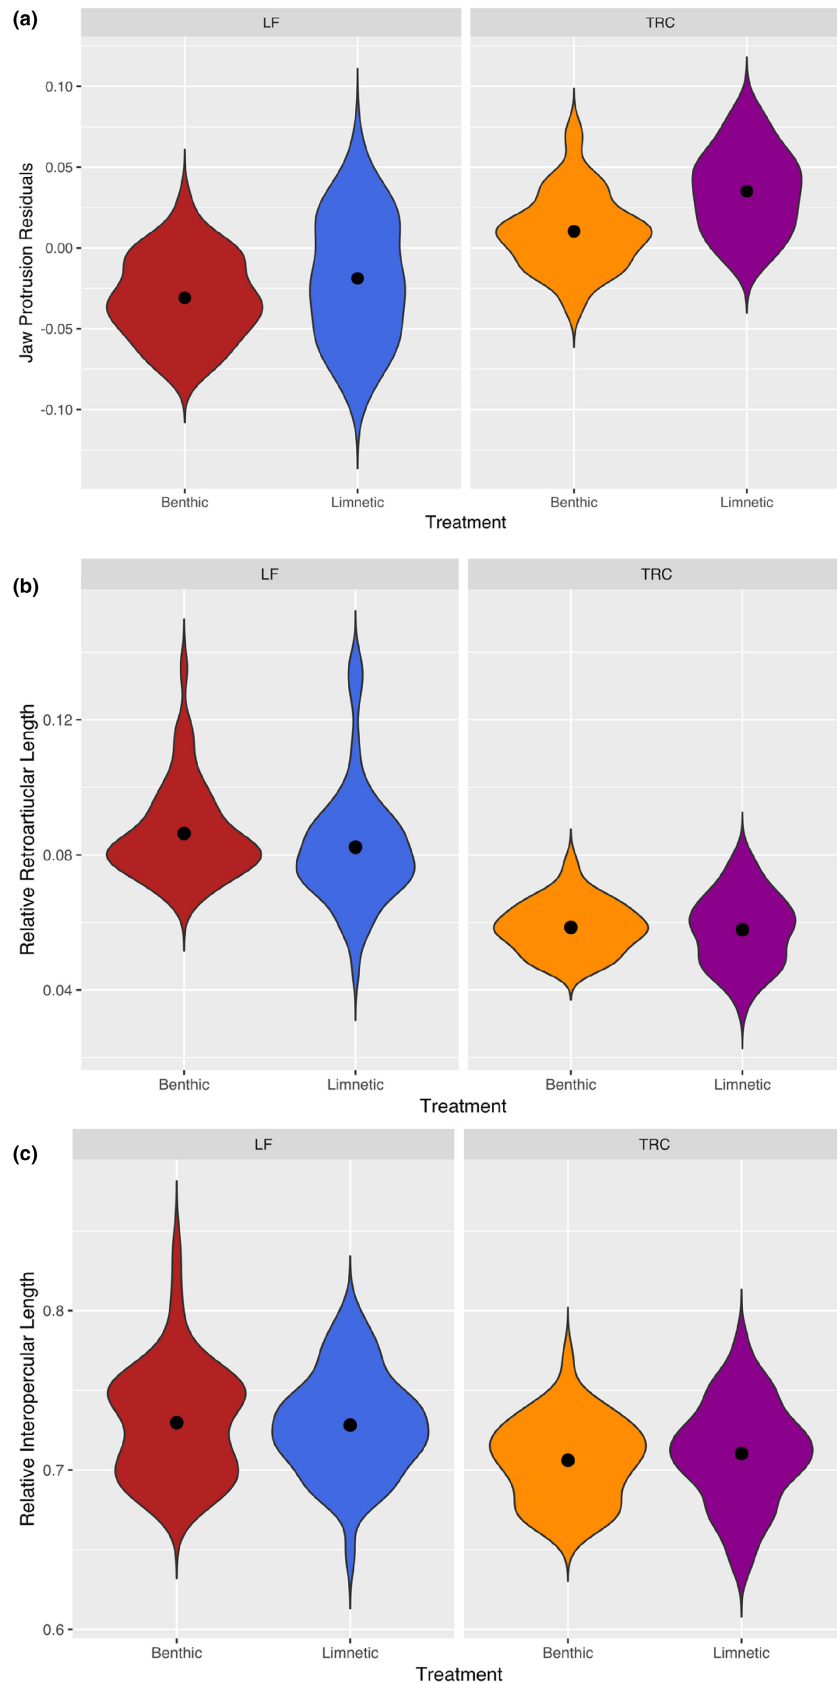 (a)
LF
TRC
0.10
0.05
0.00
-0.05
-0.10
Jaw Protrusion Residuals
Benthic
Limnetic
Benthic
Limnetic
Treatment
(b)
LF
TRC
0.12
0.08
0.04
Relative Retroartiuclar Length
Benthic
Limnetic
Benthic
Limnetic
Treatment
(c)
LF
TRC
0.8
0.7
0.6
Relative Interopercular Length
Benthic
Limnetic
Benthic
Limnetic
Treatment